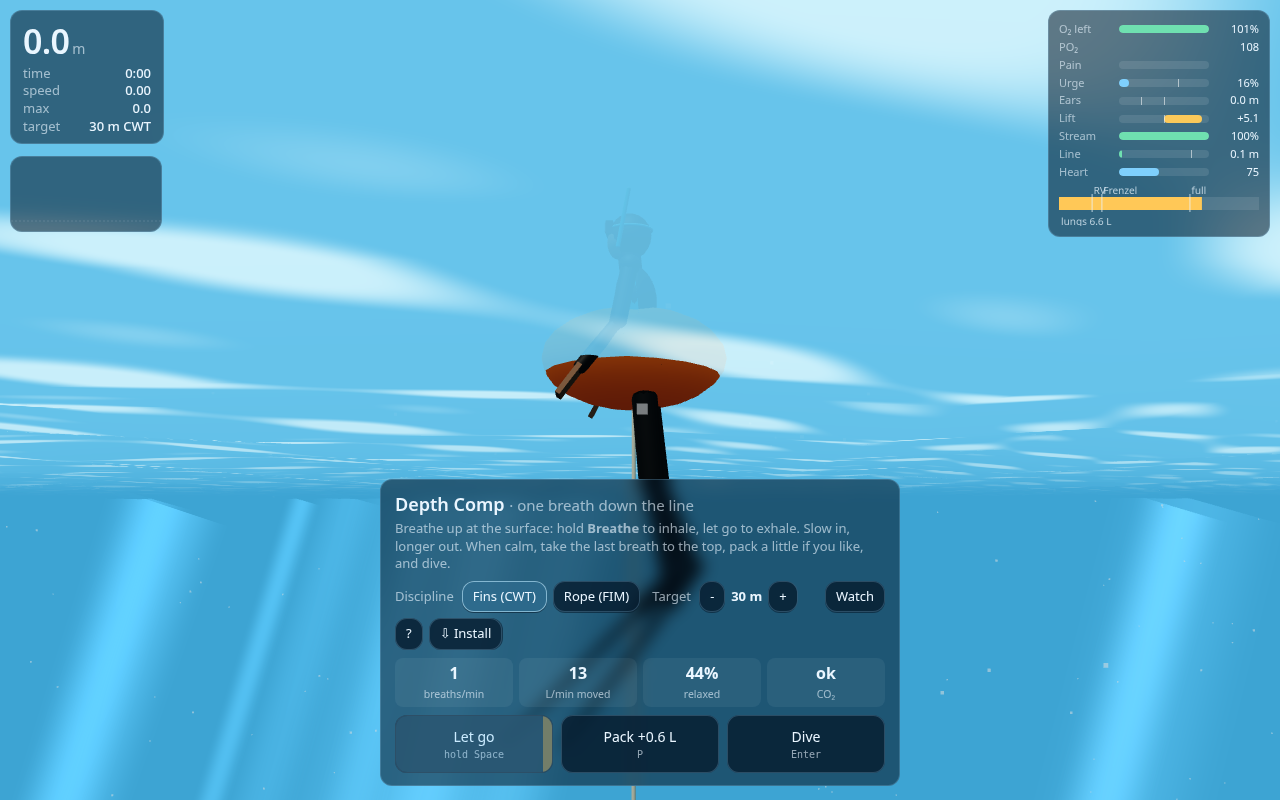 0.0 m
time 0:00
speed 0.00
max 0.0
target 30 m CWT
O₂ left 101%
PO₂ 108
Pain
Urge 16%
Ears 0.0 m
Lift +5.1
Stream 100%
Line 0.1 m
Heart 75
RV Frenzel full
lungs 6.6 L
Depth Comp · one breath down the line
Breathe up at the surface: hold Breathe to inhale, let go to exhale. Slow in,
longer out. When calm, take the last breath to the top, pack a little if you like,
and dive.
Discipline Fins (CWT) Rope (FIM) Target - 30 m + Watch
? ⇩ Install
1 13 44% ok
breaths/min L/min moved relaxed CO₂
Let go Pack +0.6 L Dive
hold Space P Enter